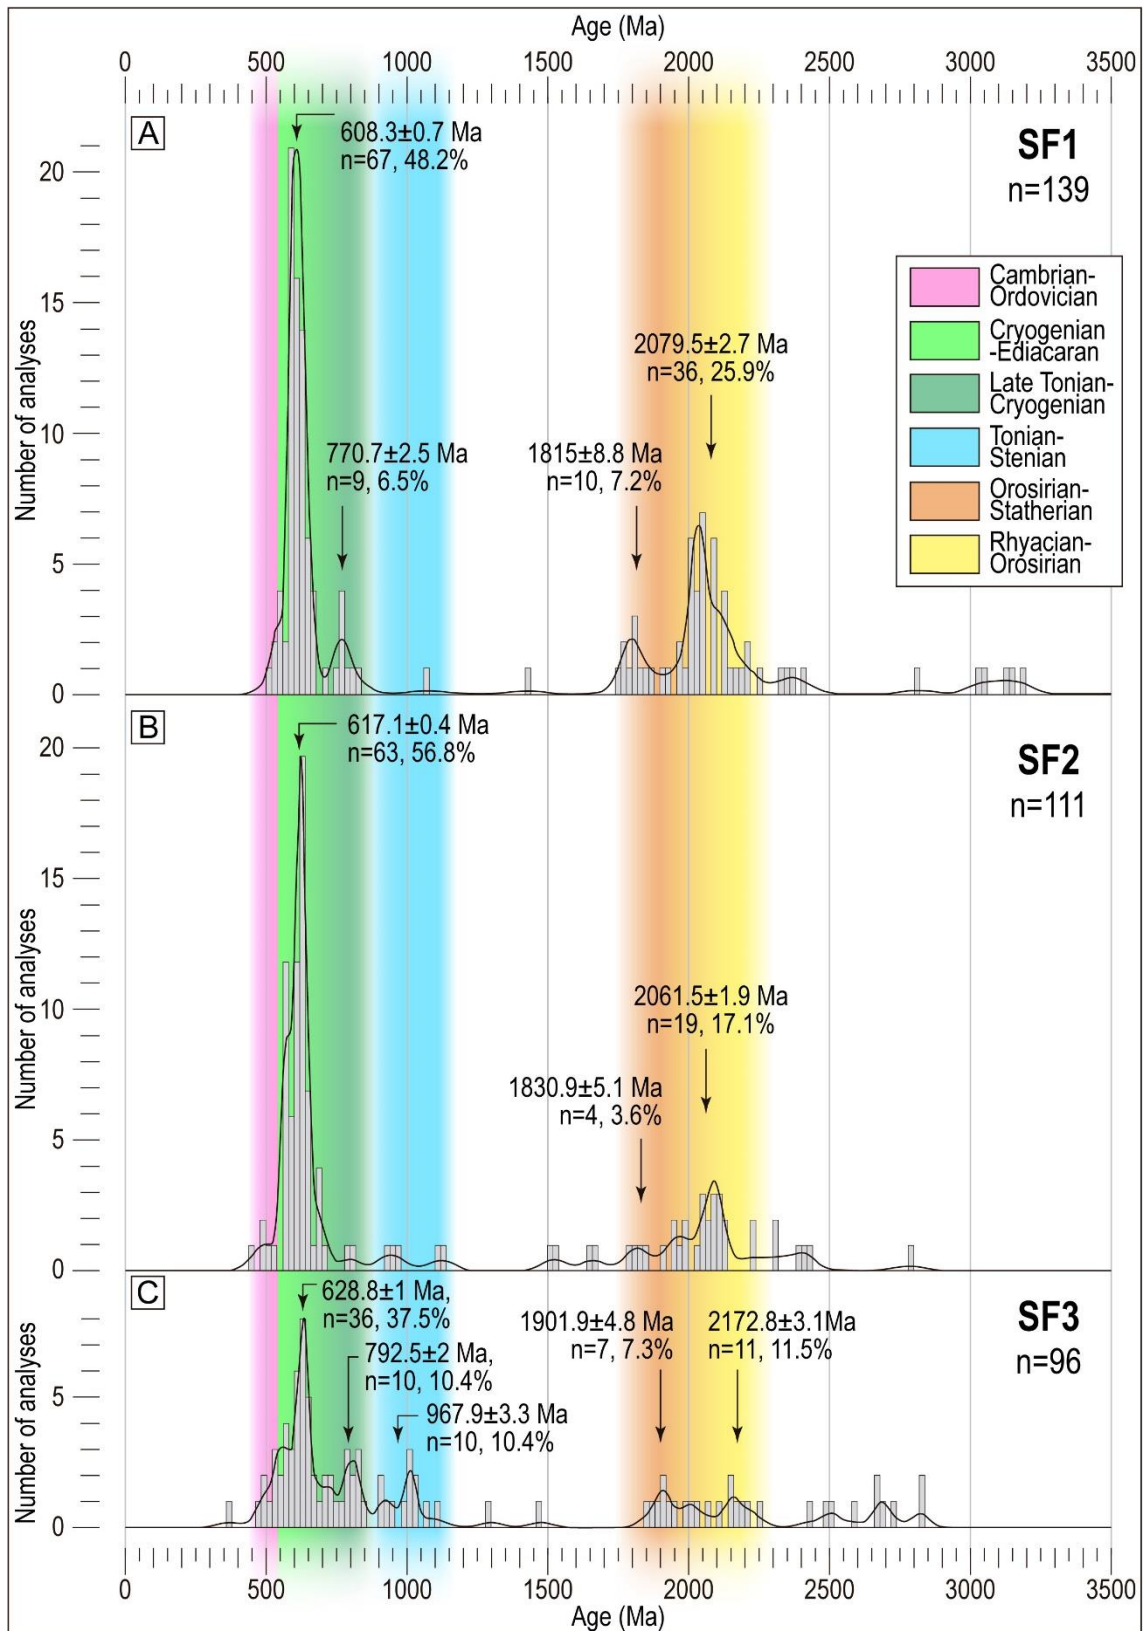 Age (Ma)
0 500 1000 1500 2000 2500 3000 3500
A
608.3±0.7 Ma
n=67, 48.2%
SF1
n=139
20
15
10
5
0
Number of analyses
770.7±2.5 Ma
n=9, 6.5%
1815±8.8 Ma
n=10, 7.2%
2079.5±2.7 Ma
n=36, 25.9%
Cambrian-
Ordovician
Cryogenian
-Ediacaran
Late Tonian-
Cryogenian
Tonian-
Stenian
Orosirian-
Statherian
Rhyacian-
Orosirian
B
617.1±0.4 Ma
n=63, 56.8%
SF2
n=111
20
15
10
5
0
Number of analyses
2061.5±1.9 Ma
n=19, 17.1%
1830.9±5.1 Ma
n=4, 3.6%
C
628.8±1 Ma,
n=36, 37.5%
792.5±2 Ma,
n=10, 10.4%
967.9±3.3 Ma
n=10, 10.4%
1901.9±4.8 Ma
n=7, 7.3%
2172.8±3.1Ma
n=11, 11.5%
SF3
n=96
5
0
Number of analyses
0 500 1000 1500 2000 2500 3000 3500
Age (Ma)